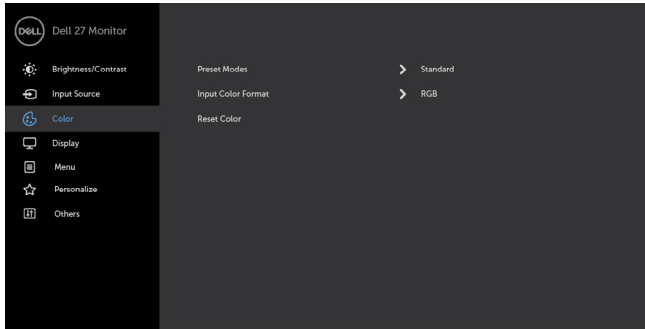 DELL Dell 27 Monitor
Brightness/Contrast Preset Modes Standard
Input Source Input Color Format RGB
Color Reset Color
Display
Menu
Personalize
Others